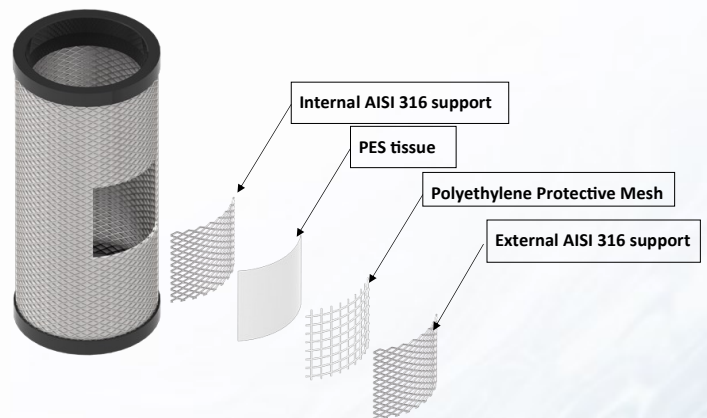 Internal AISI 316 support
PES tissue
Polyethylene Protective Mesh
External AISI 316 support